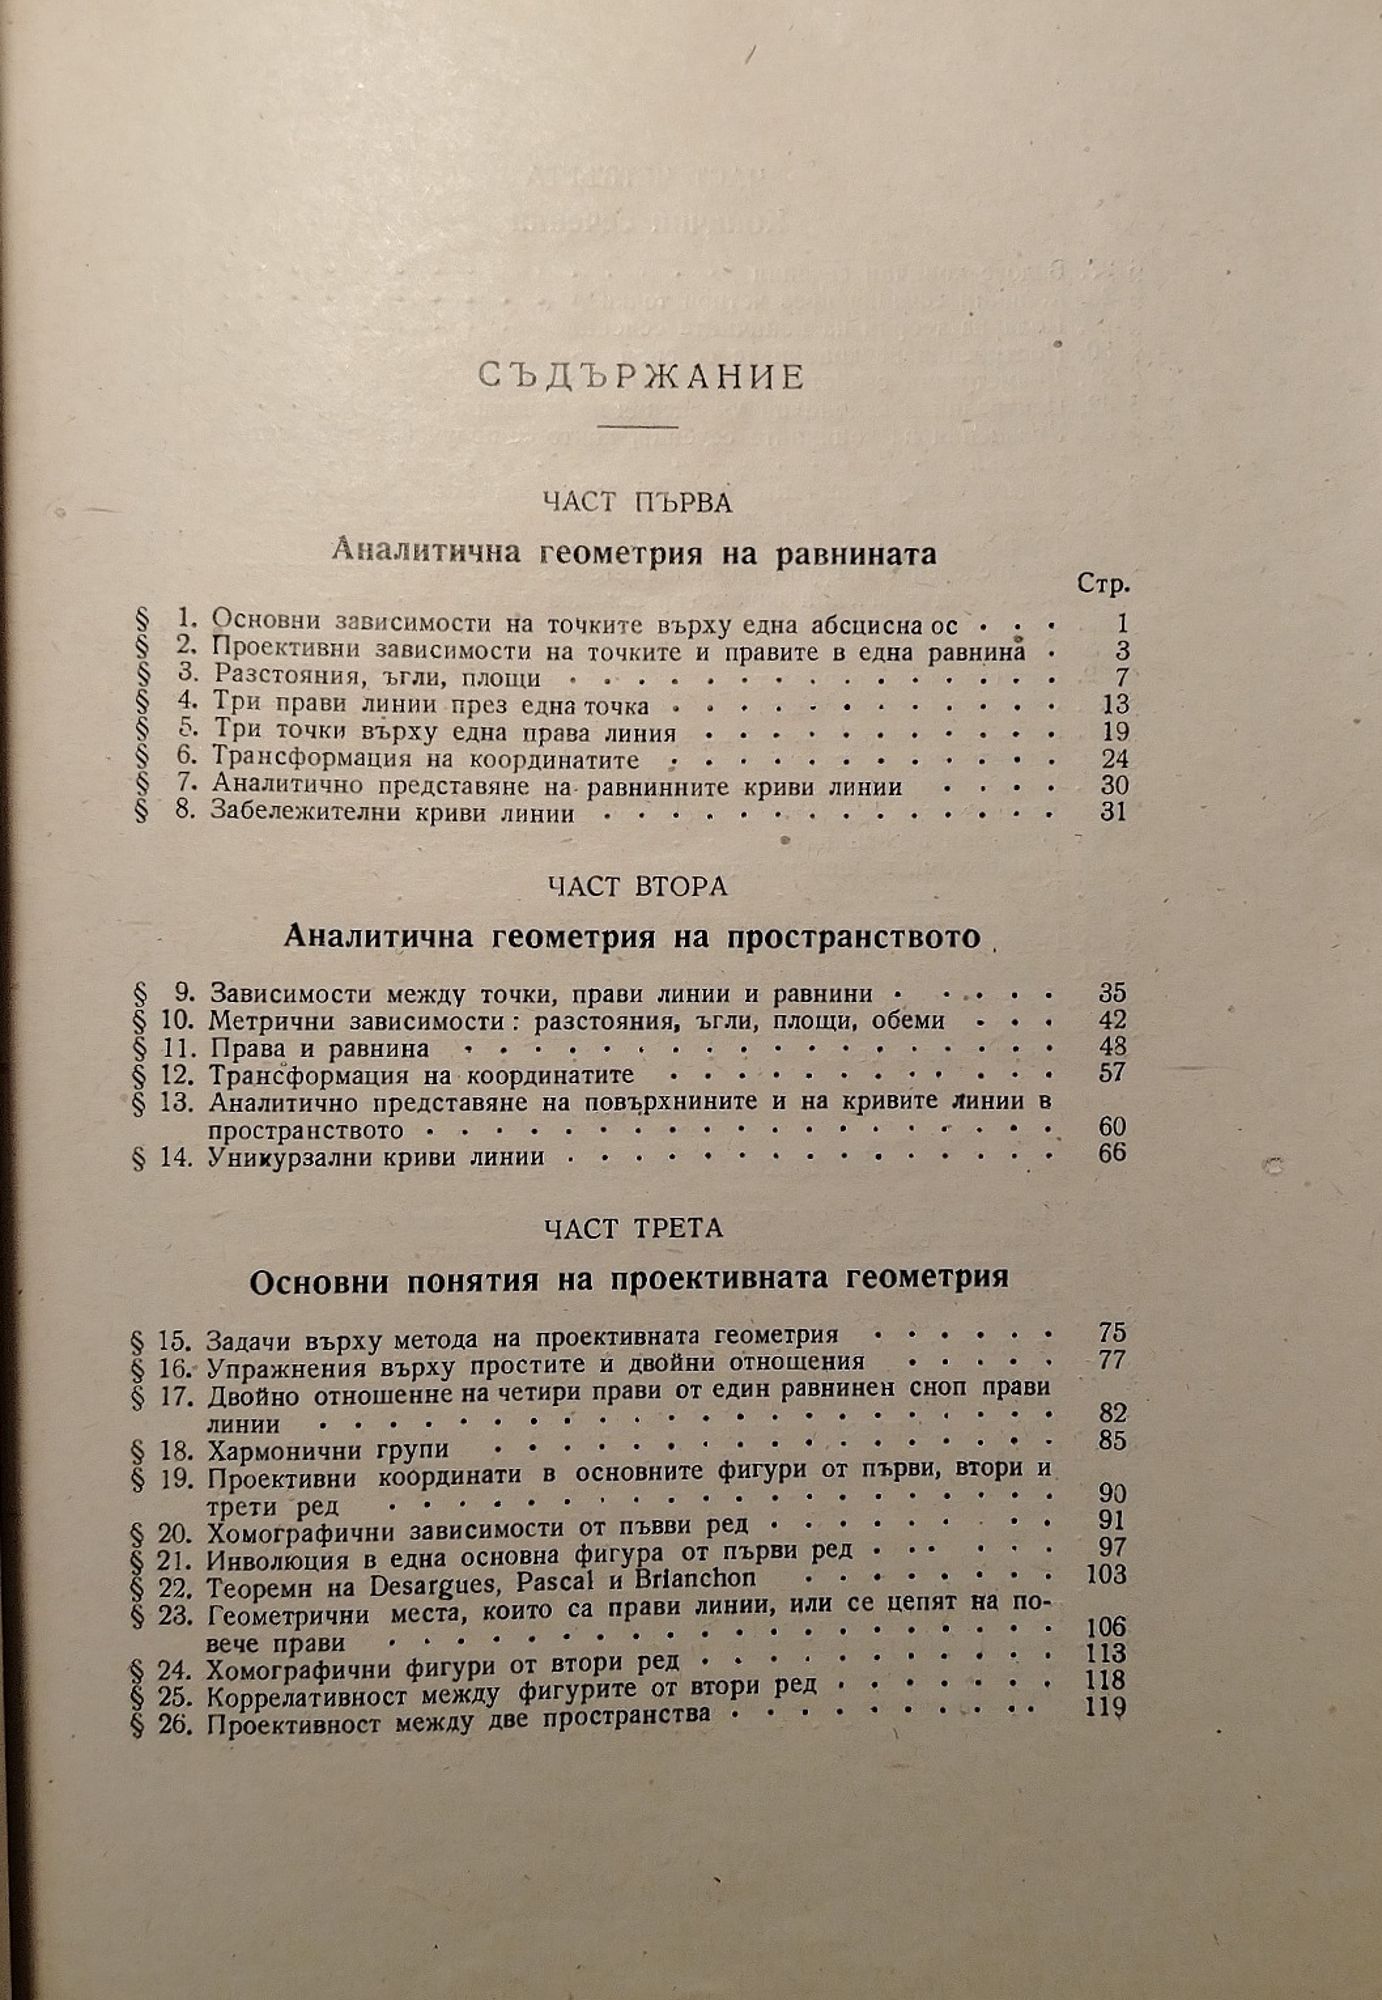 СЪДЪРЖАНИЕ
ЧАСТ ПЪРВА
Аналитична геометрия на равнината
Стр.
§ 1. Основни зависимости на точките върху една абсцисна ос . . . 1
§ 2. Проективни зависимости на точките и правите в една равнина . 3
§ 3. Разстояния, ъгли, площи . . . . . . . . . . . . . . . 7
§ 4. Три прави линии през една точка . . . . . . . . . . . . 13
§ 5. Три точки върху една права линия . . . . . . . . . . . 19
§ 6. Трансформация на координатите . . . . . . . . . . . . 24
§ 7. Аналитично представяне на равнинните криви линии . . . . 30
§ 8. Забележителни криви линии . . . . . . . . . . . . . . 31
ЧАСТ ВТОРА
Аналитична геометрия на пространството
§ 9. Зависимости между точки, прави линии и равнини . . . . . 35
§ 10. Метрични зависимости: разстояния, ъгли, площи, обеми . . . 42
§ 11. Права и равнина . . . . . . . . . . . . . . . . . . 48
§ 12. Трансформация на координатите . . . . . . . . . . . . 57
§ 13. Аналитично представяне на повърхнините и на кривите линии в
пространството . . . . . . . . . . . . . . . . . . . 60
§ 14. Уникурзални криви линии . . . . . . . . . . . . . . . 66
ЧАСТ ТРЕТА
Основни понятия на проективната геометрия
§ 15. Задачи върху метода на проективната геометрия . . . . . . 75
§ 16. Упражнения върху простите и двойни отношения . . . . . 77
§ 17. Двойно отношенне на четири прави от един равнинен сноп прави
линии . . . . . . . . . . . . . . . . . . . . . . 82
§ 18. Хармонични групи . . . . . . . . . . . . . . . . . 85
§ 19. Проективни координати в основните фигури от първи, втори и
трети ред . . . . . . . . . . . . . . . . . . . . 90
§ 20. Хомографични зависимости от пъвви ред . . . . . . . . . 91
§ 21. Инволюция в една основна фигура от първи ред . . . . . . 97
§ 22. Теоремн на Desargues, Pascal и Brianchon . . . . . . . . 103
§ 23. Геометрични места, които са прави линии, или се цепят на по-
вече прави . . . . . . . . . . . . . . . . . . . . 106
§ 24. Хомографични фигури от втори ред . . . . . . . . . . . 113
§ 25. Коррелативност между фигурите от втори ред . . . . . . . 118
§ 26. Проективност между две пространства . . . . . . . . . . 119